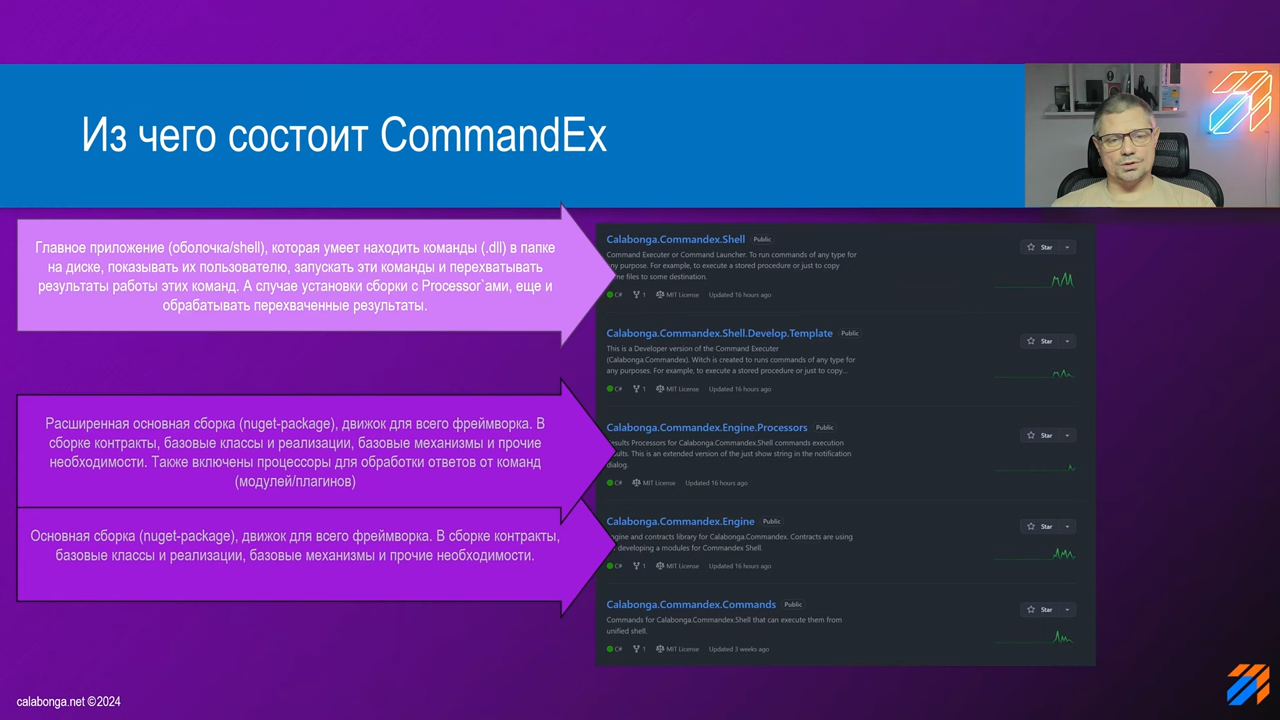 Из чего состоит CommandEx
Главное приложение (оболочка/shell), которая умеет находить команды (.dll) в папке
на диске, показывать их пользователю, запускать эти команды и перехватывать
результаты работы этих команд. А случае установки сборки с Processor`ами, еще и
обрабатывать перехваченные результаты.
Расширенная основная сборка (nuget-package), движок для всего фреймворка. В
сборке контракты, базовые классы и реализации, базовые механизмы и прочие
необходимости. Также включены процессоры для обработки ответов от команд
(модулей/плагинов)
Основная сборка (nuget-package), движок для всего фреймворка. В сборке контракты,
базовые классы и реализации, базовые механизмы и прочие необходимости.
Calabonga.Commandex.Shell Public
Star
Command Executer or Command Launcher. To run commands of any type for
any purpose. For example, to execute a stored procedure or just to copy
files to some destination.
C# 1 MIT License Updated 16 hours ago
Calabonga.Commandex.Shell.Develop.Template Public
Star
This is a Developer version of the Command Executer
(Calabonga.Commandex). Witch is created to runs commands of any type for
any purposes. For example, to execute a stored procedure or just to copy...
C# 1 MIT License Updated 16 hours ago
Calabonga.Commandex.Engine.Processors Public
Star
Results Processors for Calabonga.Commandex.Shell commands execution
results. This is an extended version of the just show string in the notification
dialog.
C# MIT License Updated 16 hours ago
Calabonga.Commandex.Engine Public
Star
Engine and contracts library for Calabonga.Commandex. Contracts are using
developing a modules for Commandex Shell.
C# 1 MIT License Updated 16 hours ago
Calabonga.Commandex.Commands Public
Star
Commands for Calabonga.Commandex.Shell that can execute them from
unified shell.
C# 1 MIT License Updated 3 weeks ago
calabonga.net ©2024